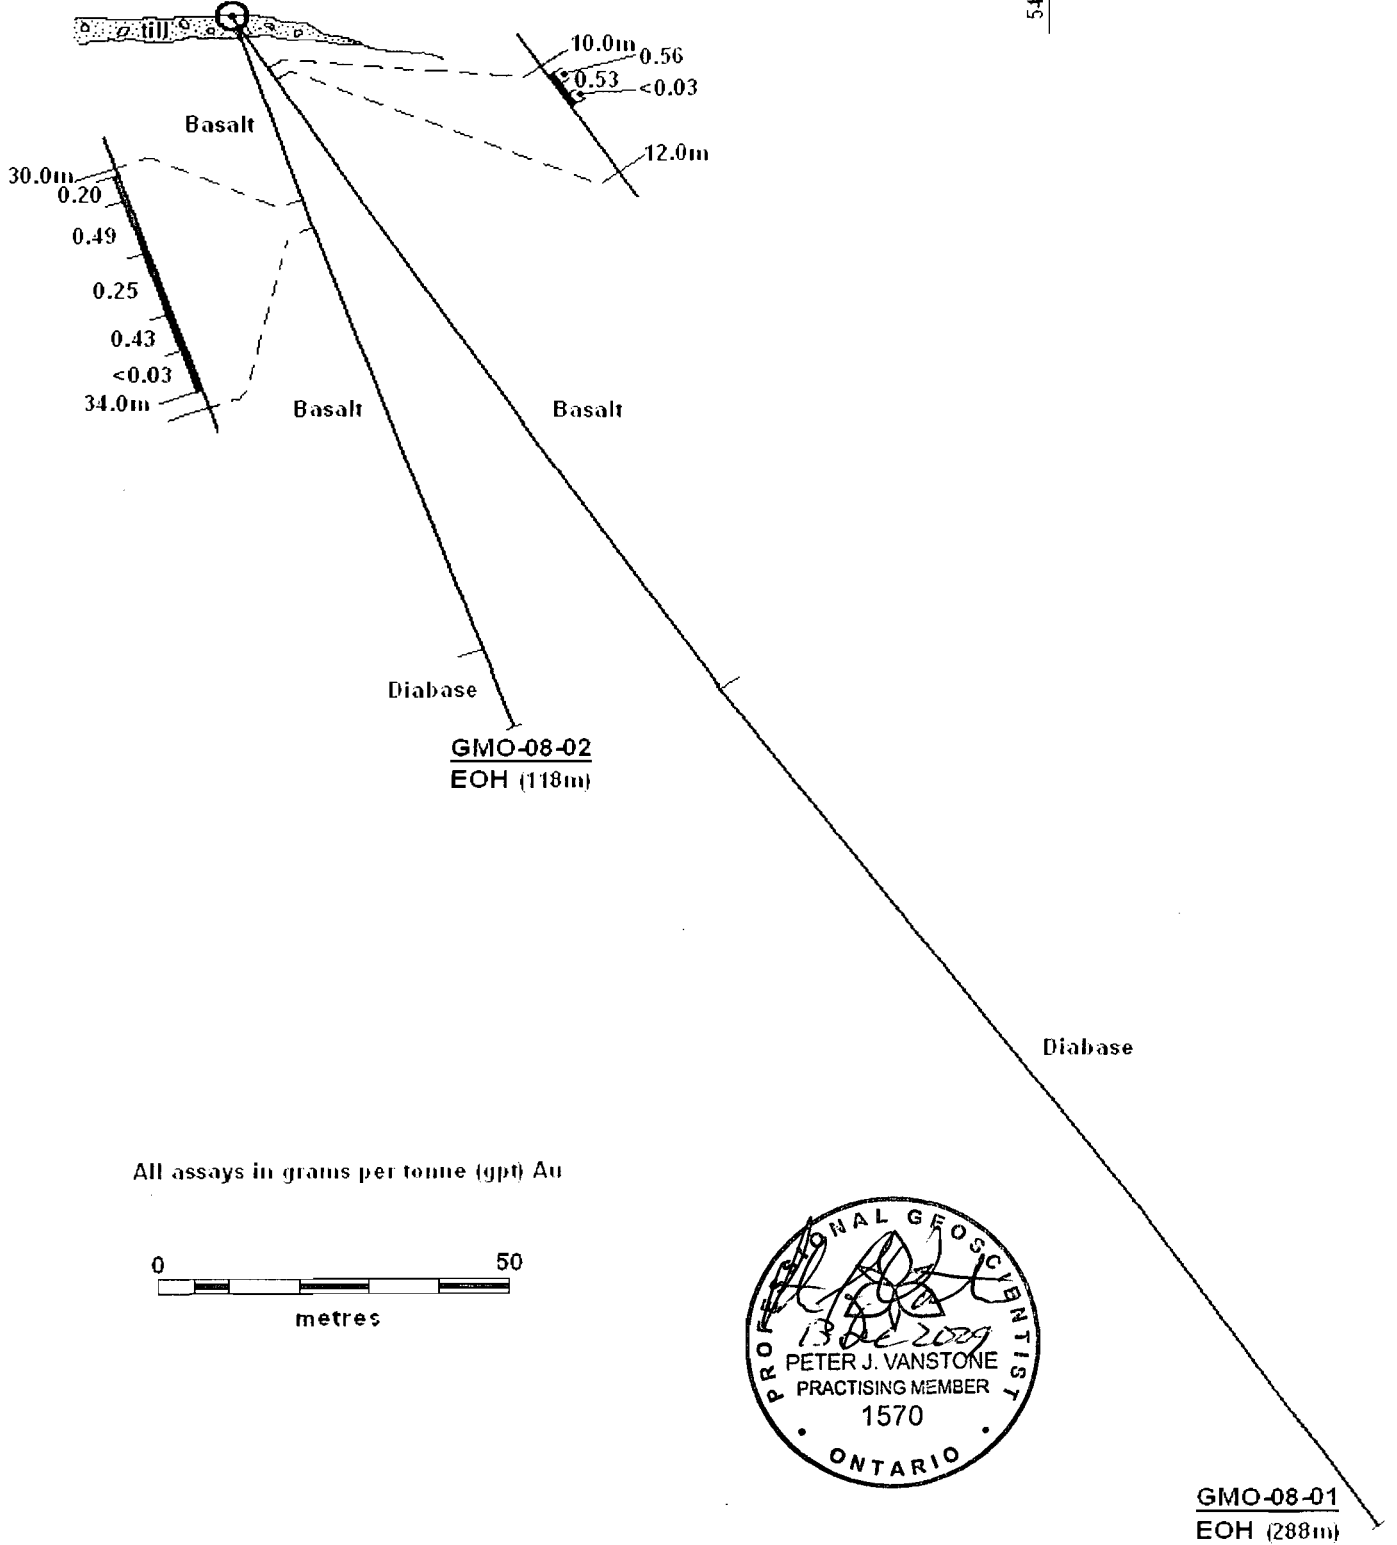 54
till
10.0m
0.56
0.53
<0.03
12.0m
Basalt
30.0m
0.20
0.49
0.25
0.43
<0.03
34.0m
Basalt
Basalt
Diabase
GMO-08-02
EOH (118m)
Diabase
All assays in grams per tonne (gpt) Au
0 50
metres
PROFESSIONAL GEOSCIENTIST
13 Dec 2009
PETER J. VANSTONE
PRACTISING MEMBER
1570
ONTARIO
GMO-08-01
EOH (288m)